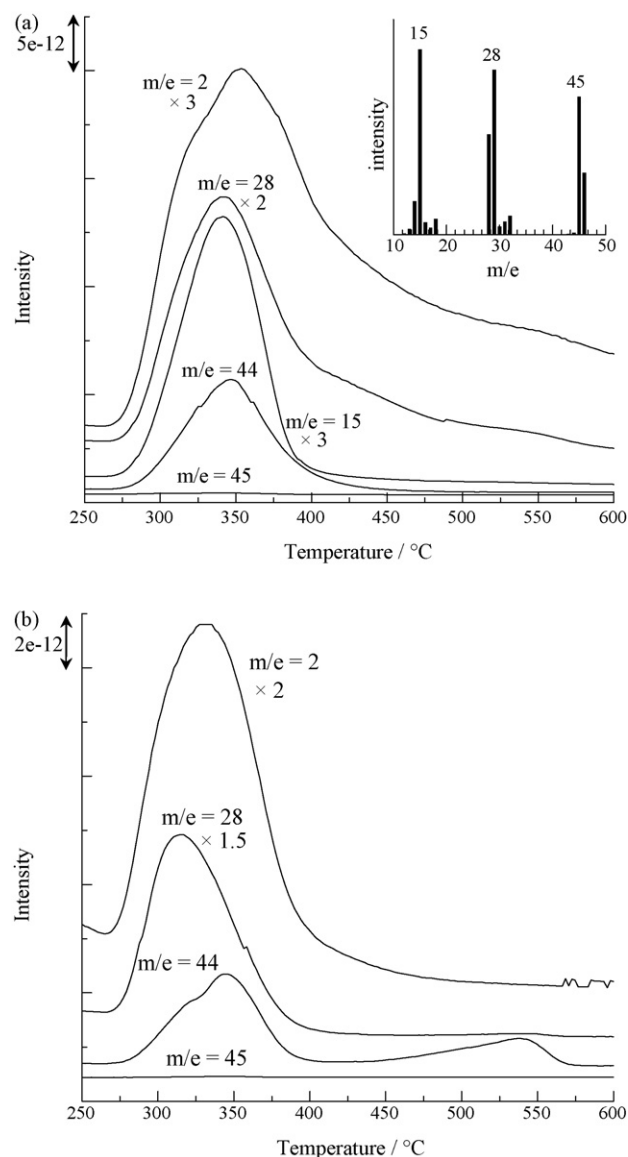 (a)
5e-12
m/e = 2
× 3
m/e = 28
× 2
m/e = 44
m/e = 15
× 3
m/e = 45
Intensity
250 300 350 400 450 500 550 600
Temperature / °C
15
28
45
intensity
10 20 30 40 50
m/e
(b)
2e-12
m/e = 2
× 2
m/e = 28
× 1.5
m/e = 44
m/e = 45
Intensity
250 300 350 400 450 500 550 600
Temperature / °C